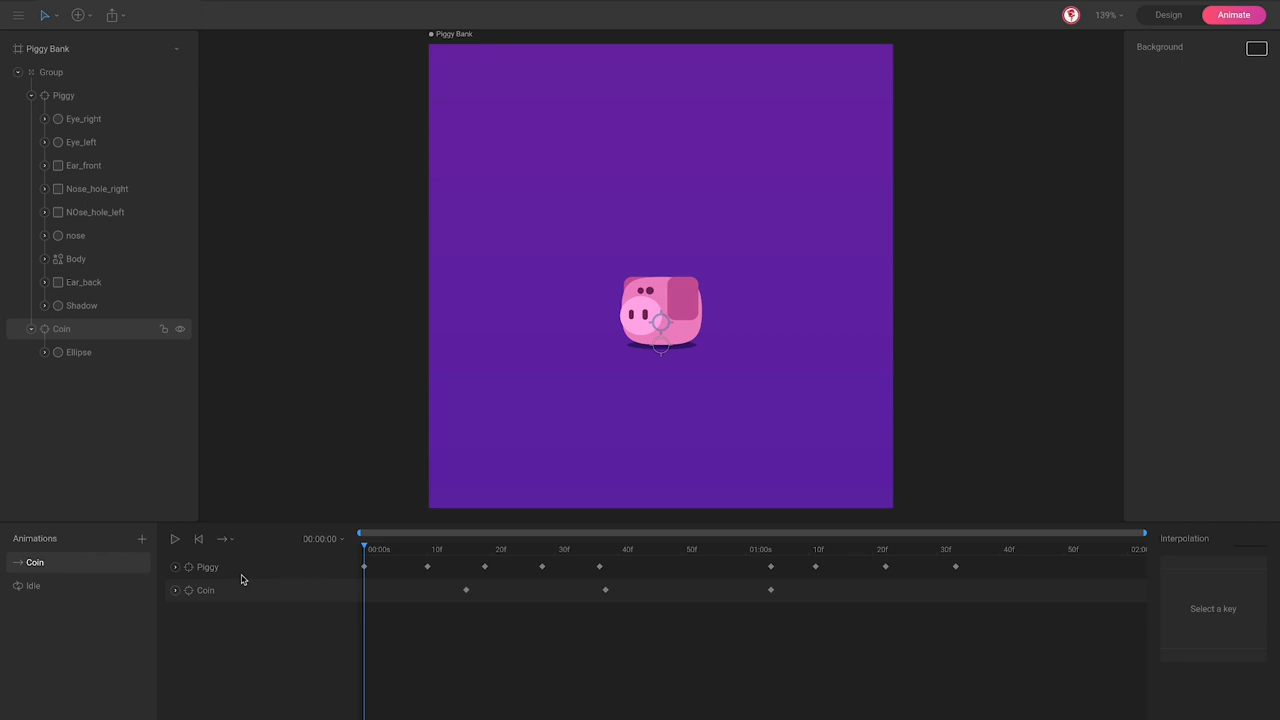 139%
Design
Animate
Piggy Bank
Piggy Bank
Background
Group
Piggy
Eye_right
Eye_left
Ear_front
Nose_hole_right
NOse_hole_left
nose
Body
Ear_back
Shadow
Coin
Ellipse
Animations
00:00:00
Interpolation
00:00s 10f 20f 30f 40f 50f 01:00s 10f 20f 30f 40f 50f 02:0
Coin
Piggy
Idle
Coin
Select a key